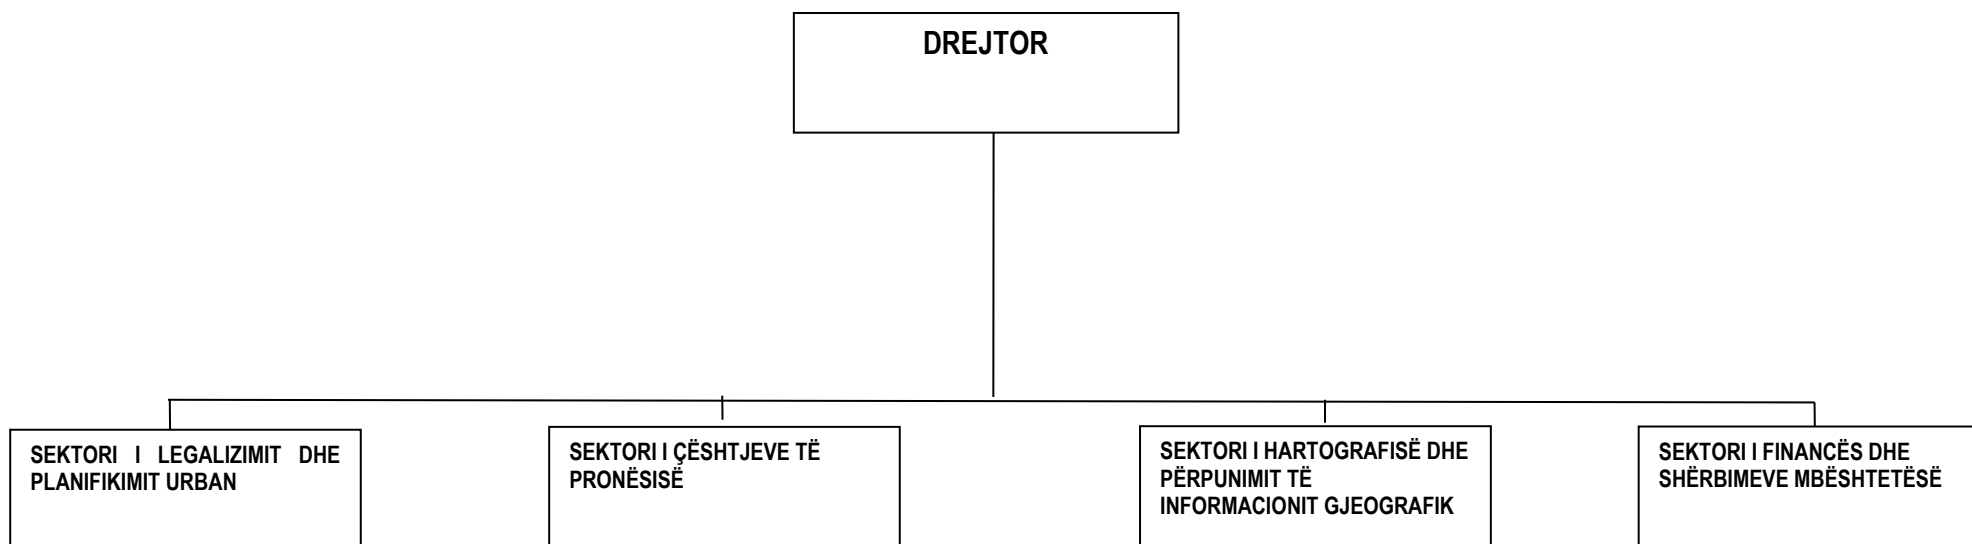 DREJTOR
SEKTORI I LEGALIZIMIT DHE
PLANIFIKIMIT URBAN
SEKTORI I ÇËSHTJEVE TË
PRONËSISË
SEKTORI I HARTOGRAFISË DHE
PËRPUNIMIT TË
INFORMACIONIT GJEOGRAFIK
SEKTORI I FINANCËS DHE
SHËRBIMEVE MBËSHTETËSË